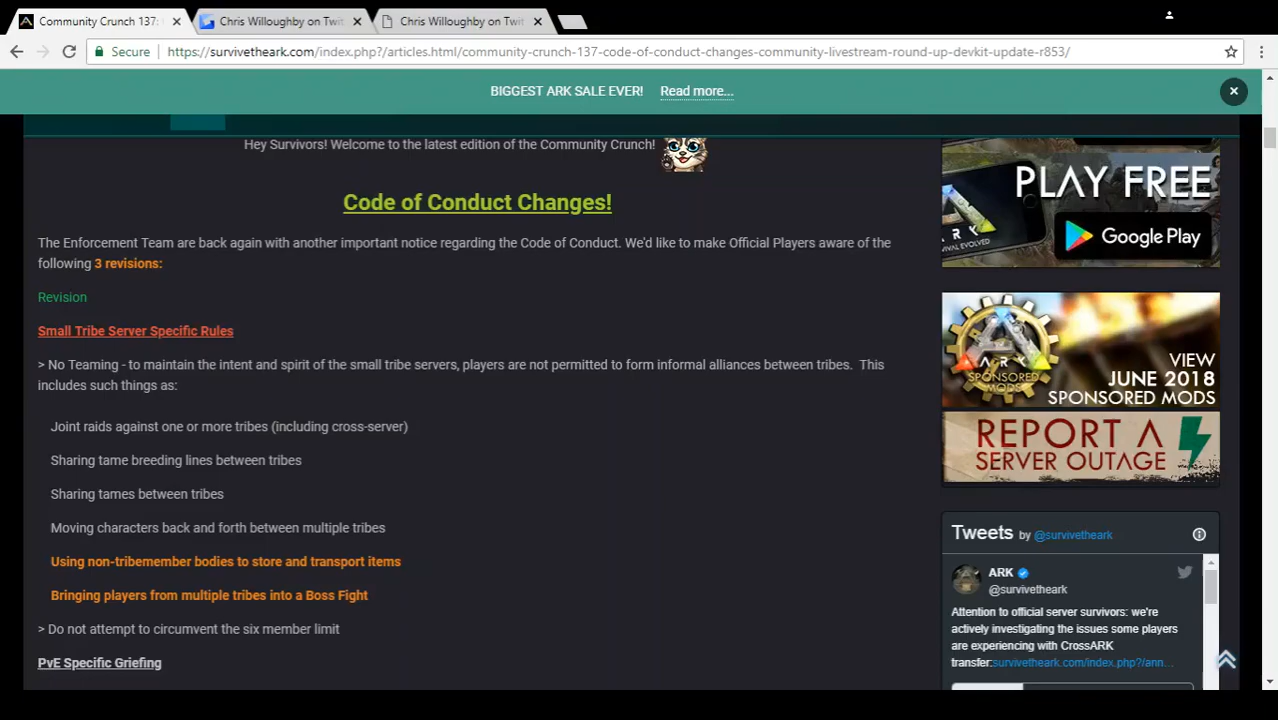 Community Crunch 137:
Chris Willoughby on Twit
Chris Willoughby on Twit
Secure
https://survivetheark.com/index.php?/articles.html/community-crunch-137-code-of-conduct-changes-community-livestream-round-up-devkit-update-r853/
BIGGEST ARK SALE EVER! Read more...
Hey Survivors! Welcome to the latest edition of the Community Crunch!
Code of Conduct Changes!
The Enforcement Team are back again with another important notice regarding the Code of Conduct. We'd like to make Official Players aware of the
following 3 revisions:
Revision
Small Tribe Server Specific Rules
> No Teaming - to maintain the intent and spirit of the small tribe servers, players are not permitted to form informal alliances between tribes. This
includes such things as:
Joint raids against one or more tribes (including cross-server)
Sharing tame breeding lines between tribes
Sharing tames between tribes
Moving characters back and forth between multiple tribes
Using non-tribemember bodies to store and transport items
Bringing players from multiple tribes into a Boss Fight
> Do not attempt to circumvent the six member limit
PvE Specific Griefing
PLAY FREE
Google Play
ARK
VIVAL EVOLVED
ARK
SPONSORED
MODS
VIEW
JUNE 2018
SPONSORED MODS
REPORT A
SERVER OUTAGE
Tweets by @survivetheark
ARK
@survivetheark
Attention to official server survivors: we're
actively investigating the issues some players
are experiencing with CrossARK
transfer:survivetheark.com/index.php?/ann...